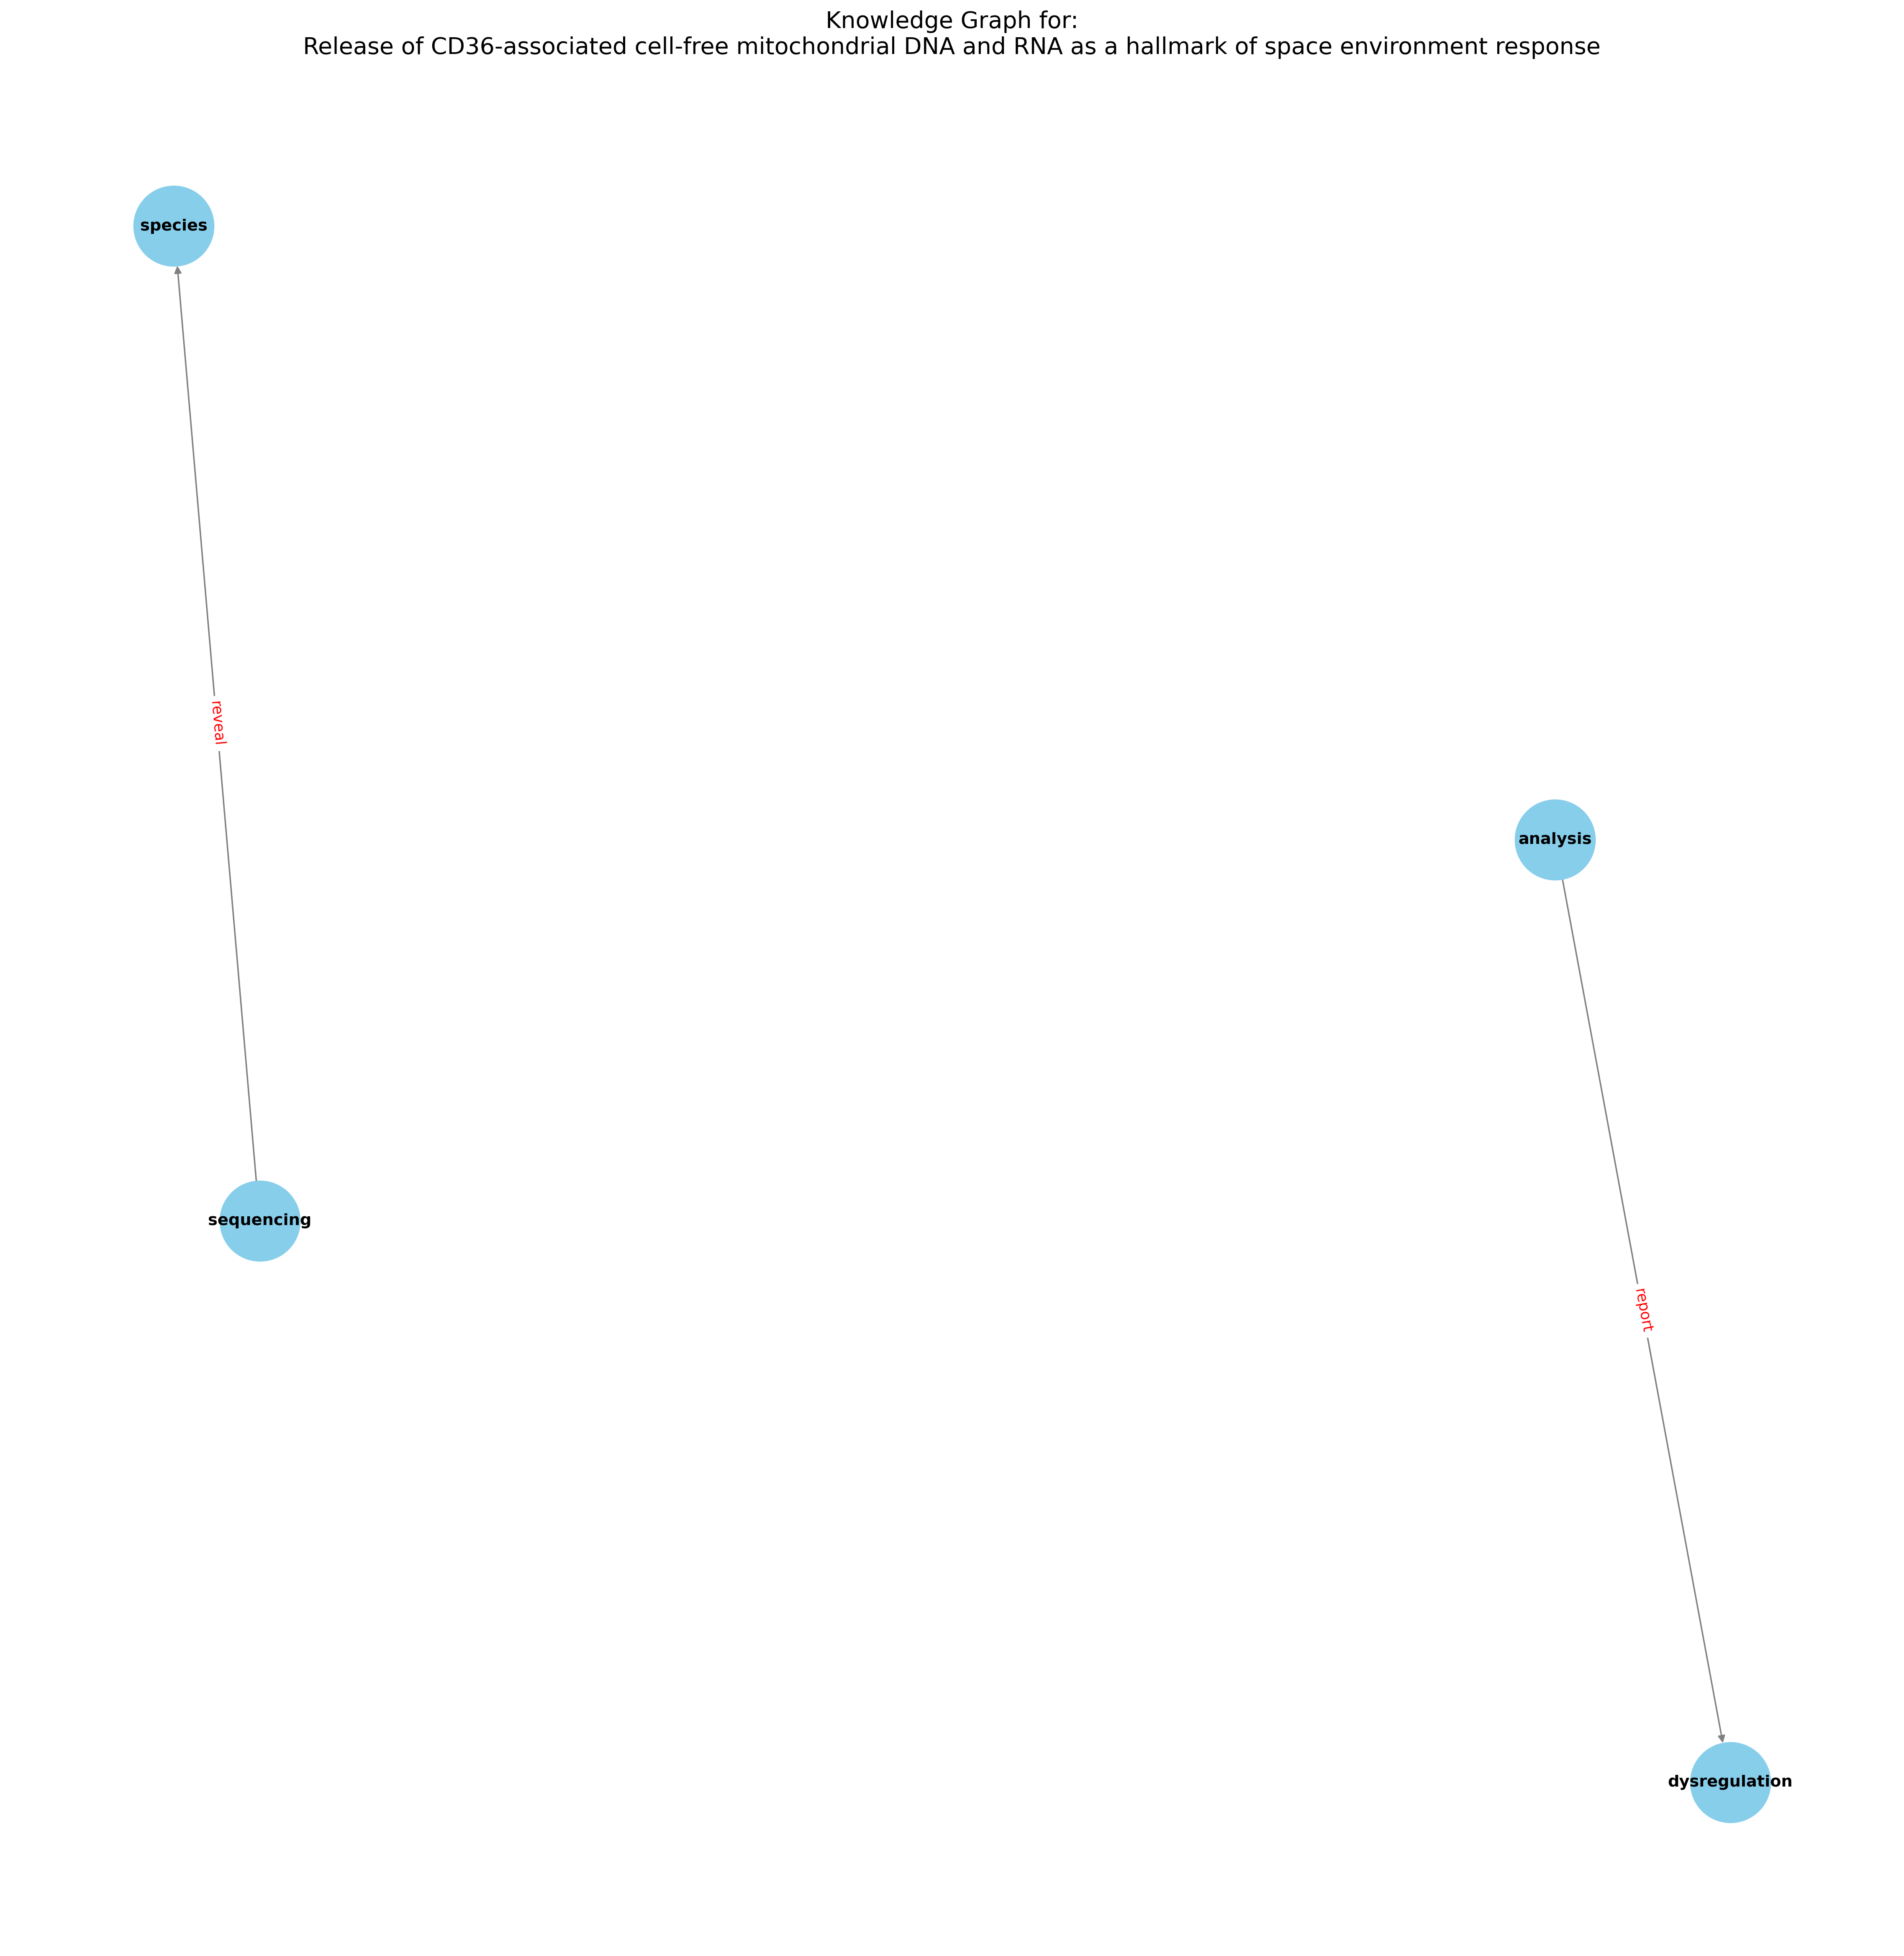 Knowledge Graph for:
Release of CD36-associated cell-free mitochondrial DNA and RNA as a hallmark of space environment response
species
reveal
analysis
sequencing
report
dysregulation